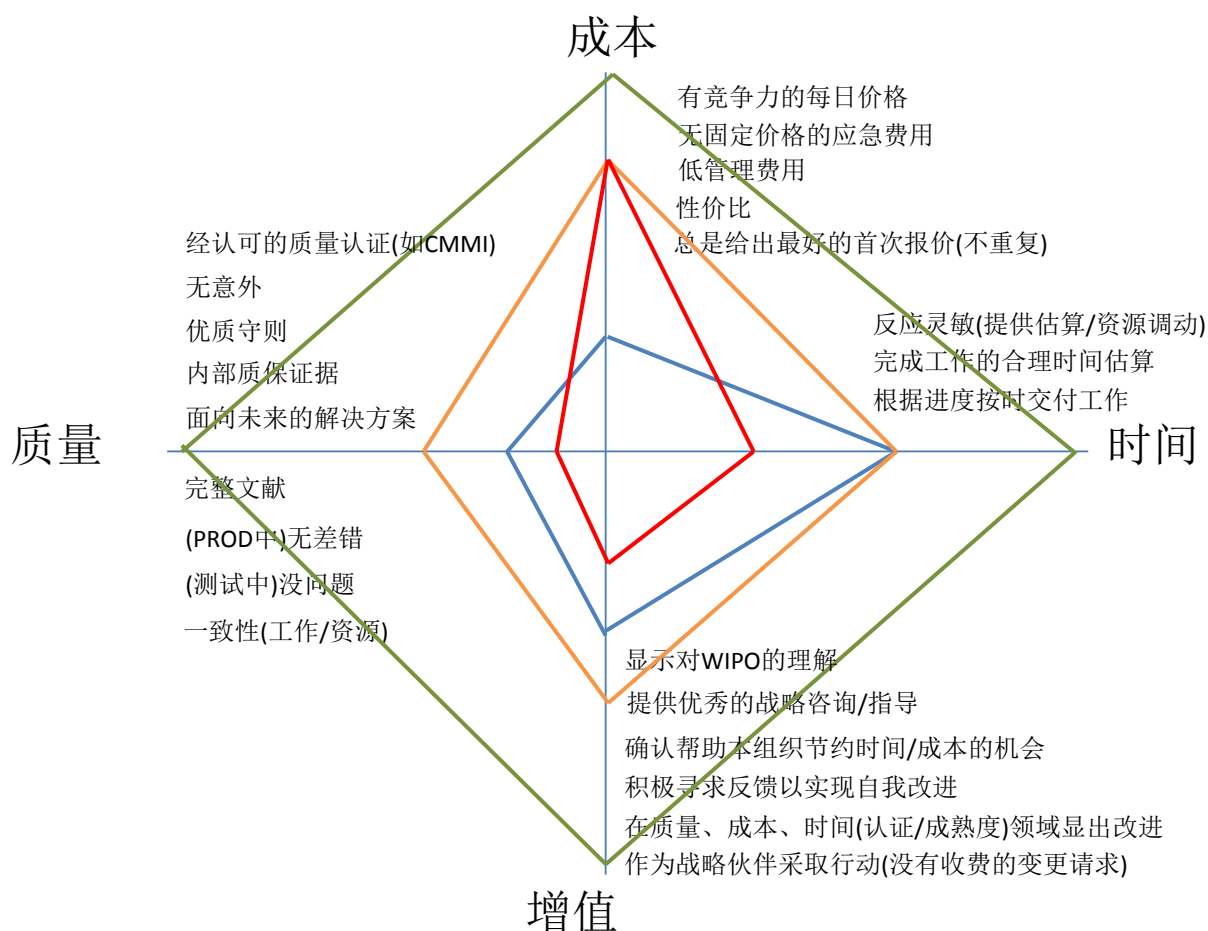 成本
有竞争力的每日价格
无固定价格的应急费用
低管理费用
性价比
总是给出最好的首次报价(不重复)
经认可的质量认证(如CMMI)
无意外
优质守则
内部质保证据
面向未来的解决方案
反应灵敏(提供估算/资源调动)
完成工作的合理时间估算
根据进度按时交付工作
质量
时间
完整文献
(PROD中)无差错
(测试中)没问题
一致性(工作/资源)
显示对WIPO的理解
提供优秀的战略咨询/指导
确认帮助本组织节约时间/成本的机会
积极寻求反馈以实现自我改进
在质量、成本、时间(认证/成熟度)领域显出改进
作为战略伙伴采取行动(没有收费的变更请求)
增值